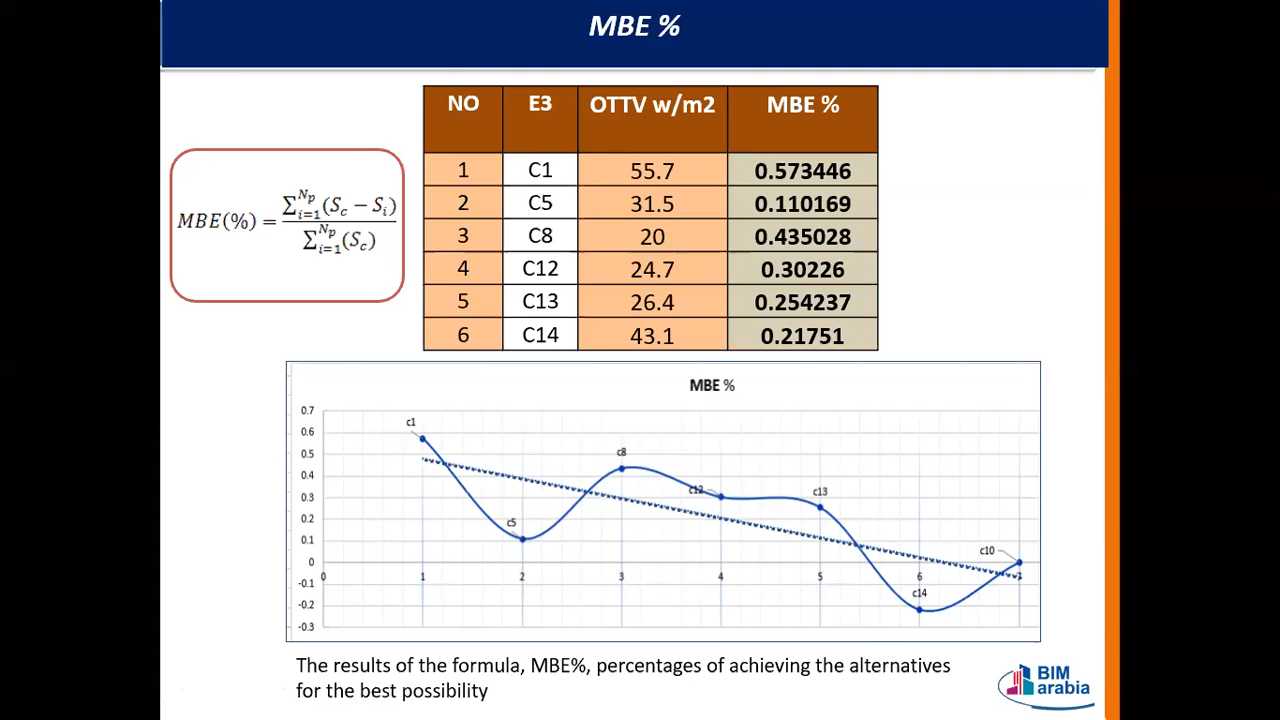 MBE %
NO E3 OTTV w/m2 MBE %
1 C1 55.7 0.573446
2 C5 31.5 0.110169
3 C8 20 0.435028
4 C12 24.7 0.30226
5 C13 26.4 0.254237
6 C14 43.1 0.21751
MBE(%) = ∑_{i=1}^{Np}(S_c − S_i) / ∑_{i=1}^{Np}(S_c)
MBE %
0.7
0.6
0.5
0.4
0.3
0.2
0.1
0
-0.1
-0.2
-0.3
0 1 2 3 4 5 6 7
c1
c5
c8
c12
c13
c14
c10
The results of the formula, MBE%, percentages of achieving the alternatives
for the best possibility
BIM
arabia